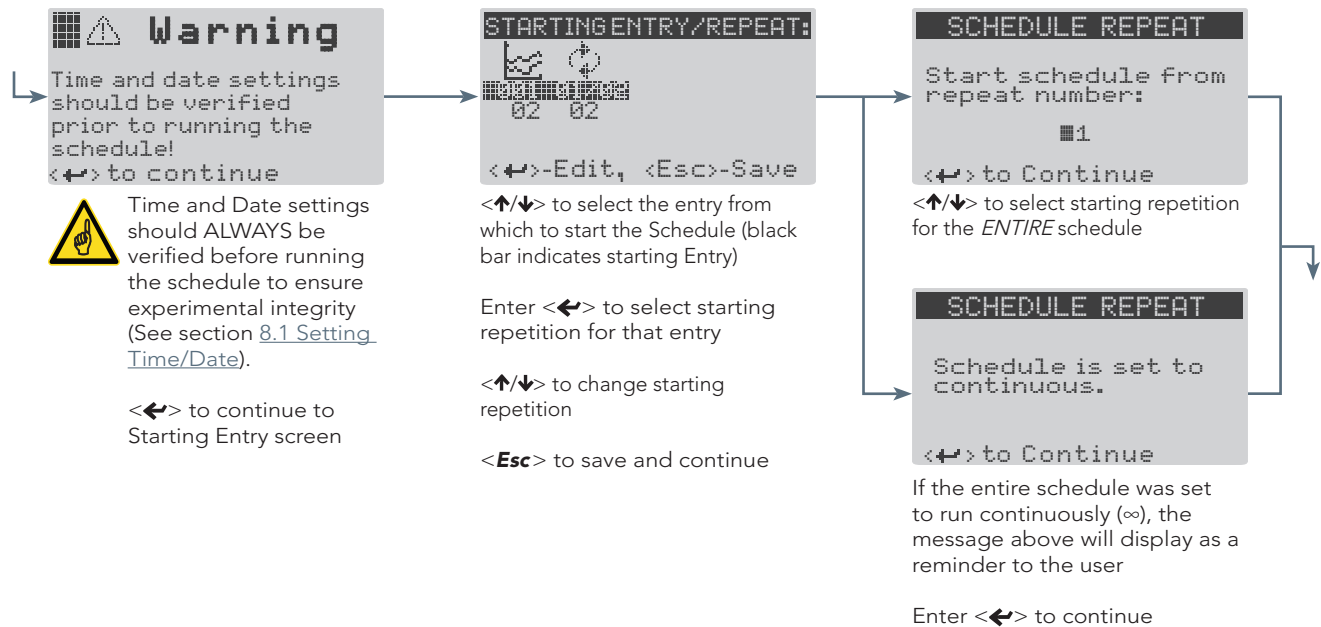 Warning
Time and date settings
should be verified
prior to running the
schedule!
<↵> to continue
Time and Date settings
should ALWAYS be
verified before running
the schedule to ensure
experimental integrity
(See section 8.1 Setting
Time/Date).
<↵> to continue to
Starting Entry screen
STARTING ENTRY/REPEAT:
02 02
<↵>-Edit, <Esc>-Save
<↑/↓> to select the entry from
which to start the Schedule (black
bar indicates starting Entry)
Enter <↵> to select starting
repetition for that entry
<↑/↓> to change starting
repetition
<Esc> to save and continue
SCHEDULE REPEAT
Start schedule from
repeat number:
1
<↵> to Continue
<↑/↓> to select starting repetition
for the ENTIRE schedule
SCHEDULE REPEAT
Schedule is set to
continuous.
<↵> to Continue
If the entire schedule was set
to run continuously (∞), the
message above will display as a
reminder to the user
Enter <↵> to continue